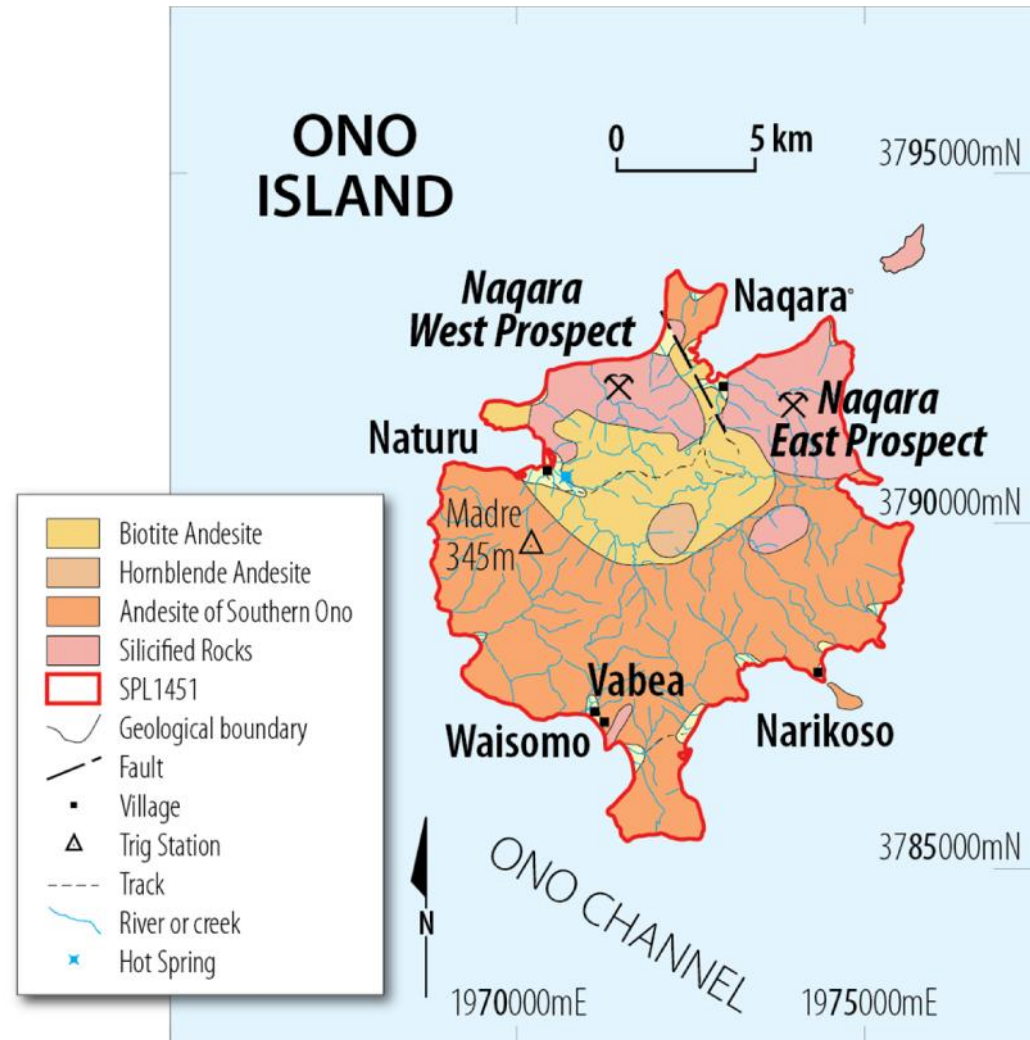 ONO
ISLAND
0 5 km
3795000mN
Naqara
West Prospect
Naqara
Naqara
East Prospect
Naturu
3790000mN
Madre
345m
Vabea
Waisomo
Narikoso
3785000mN
ONO CHANNEL
N
1970000mE
1975000mE
Biotite Andesite
Hornblende Andesite
Andesite of Southern Ono
Silicified Rocks
SPL1451
Geological boundary
Fault
Village
Trig Station
Track
River or creek
Hot Spring